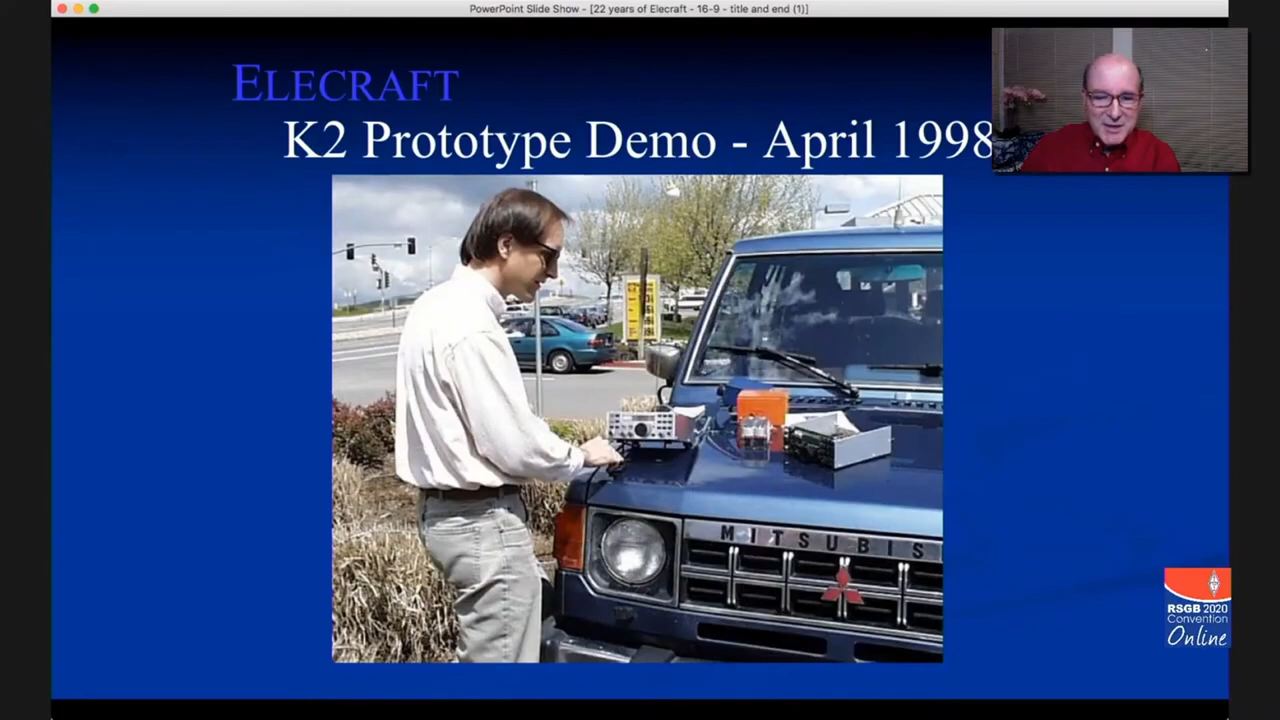 PowerPoint Slide Show - [22 years of Elecraft - 16-9 - title and end (1)]
ELECRAFT
K2 Prototype Demo - April 1998
MITSUBIS
RSGB 2020
Convention
Online